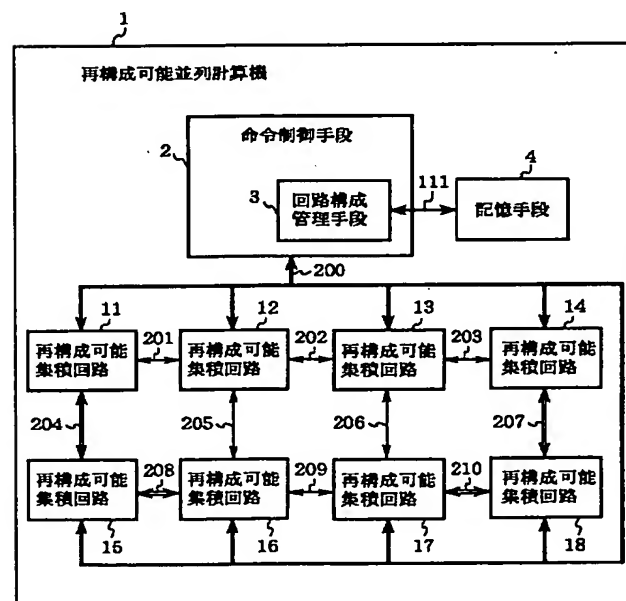 1
再構成可能並列計算機
命令制御手段
2
3
回路構成
管理手段
111
4
記憶手段
200
11
12
13
14
再構成可能
集積回路
201
再構成可能
集積回路
202
再構成可能
集積回路
203
再構成可能
集積回路
204
205
206
207
再構成可能
集積回路
208
再構成可能
集積回路
209
再構成可能
集積回路
210
再構成可能
集積回路
15
16
17
18